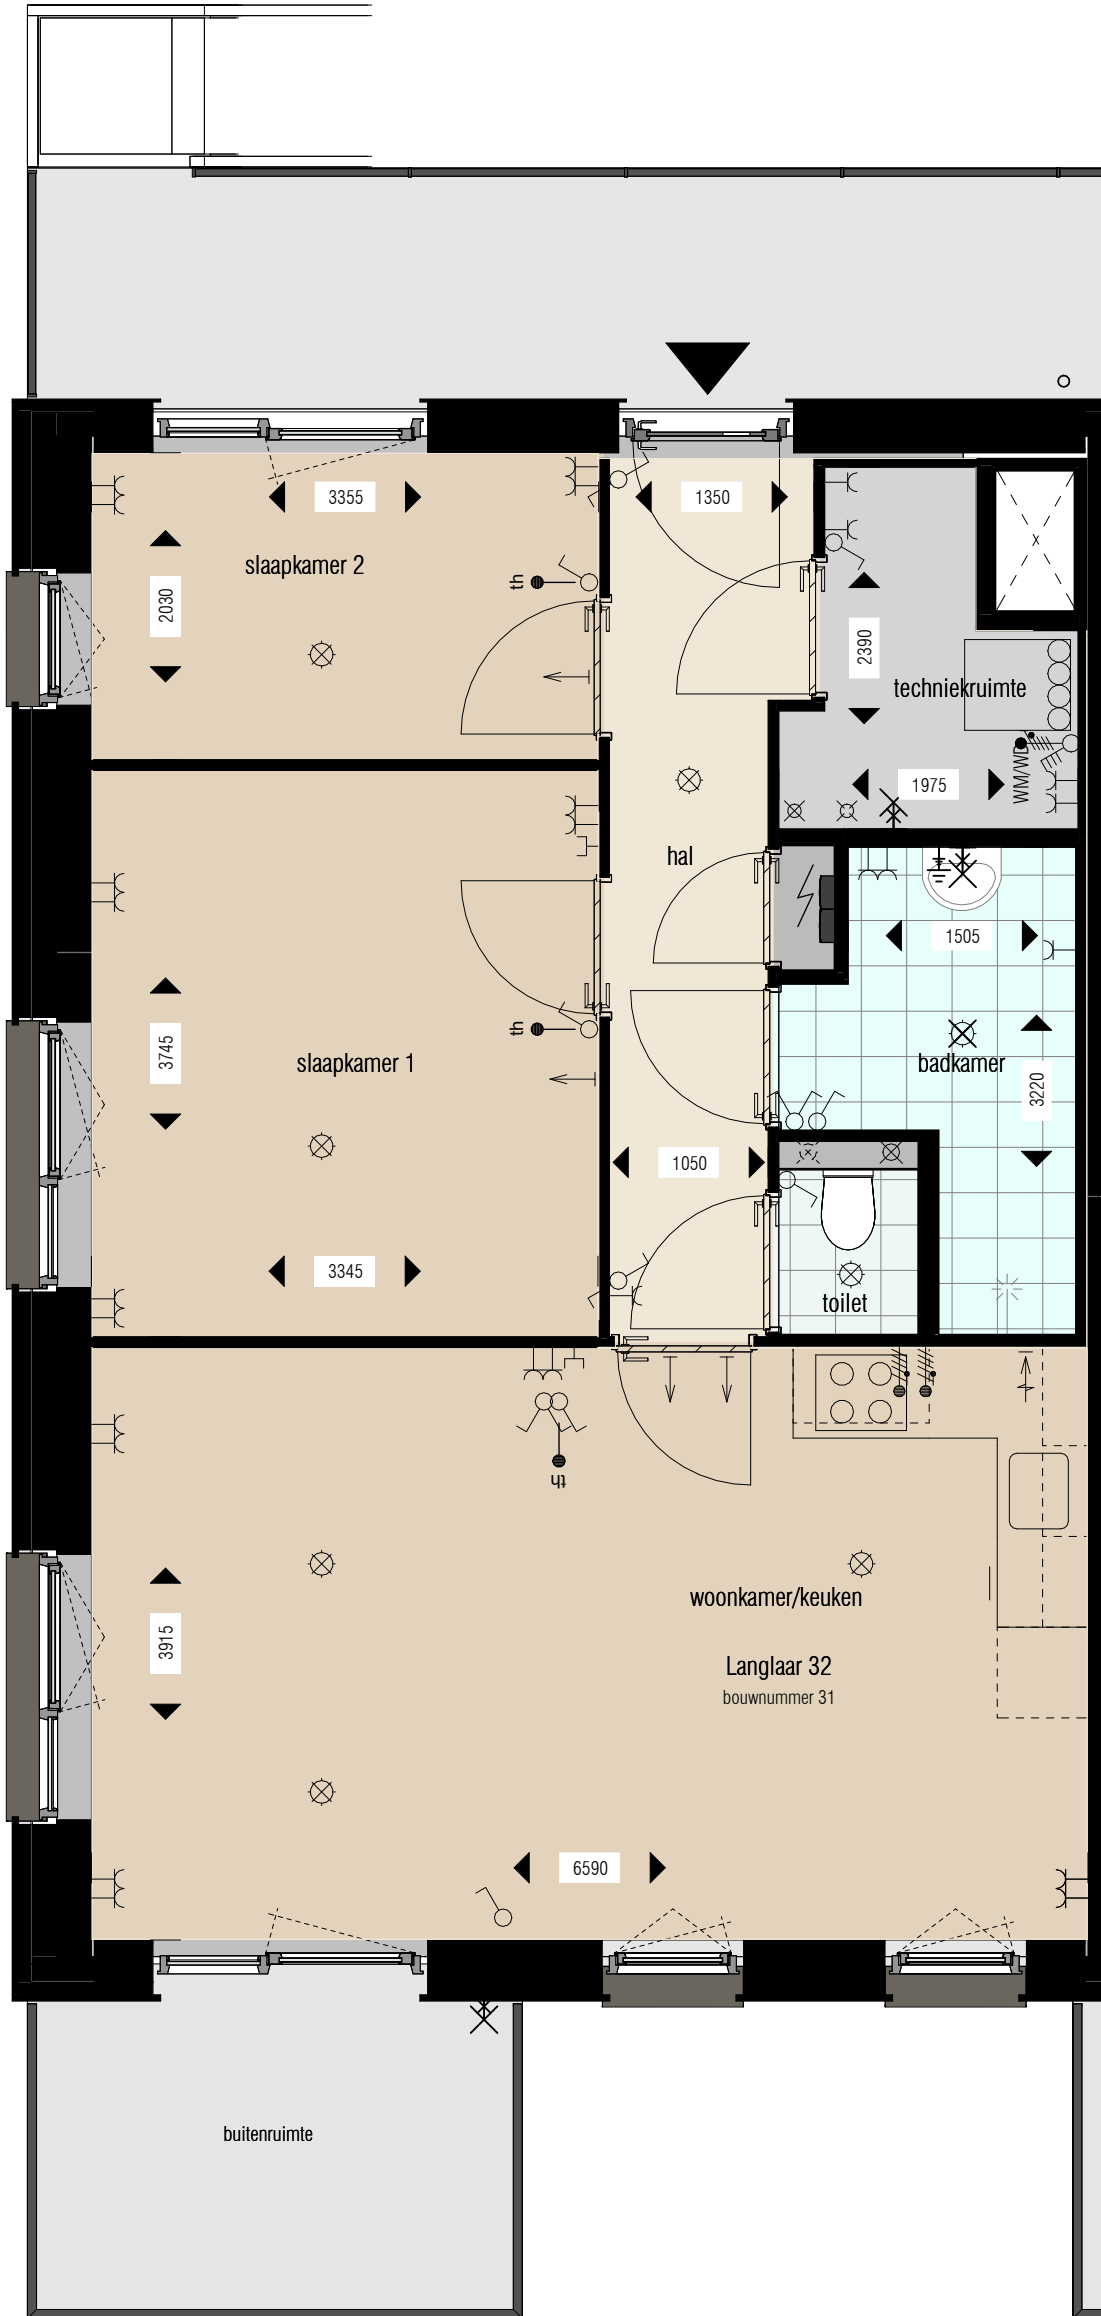 3355
1350
slaapkamer 2
th
2030
2390
techniekruimte
WM/WD
1975
hal
1505
3745
th
slaapkamer 1
badkamer
3220
1050
3345
toilet
th
woonkamer/keuken
3915
Langlaar 32
bouwnummer 31
6590
buitenruimte